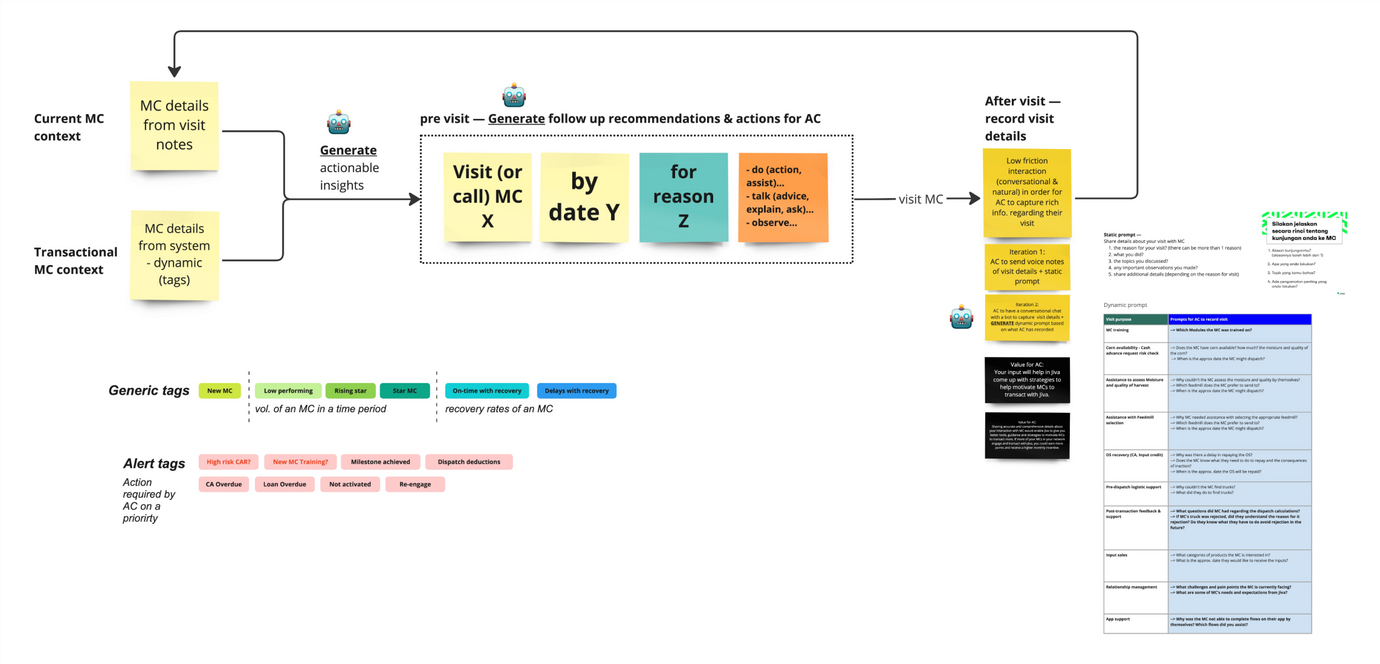 Current MC
context
MC details
from visit
notes
Transactional
MC context
MC details
from system
- dynamic
(tags)
Generate
actionable
insights
pre visit — Generate follow up recommendations & actions for AC
Visit (or
call) MC
X
by
date Y
for
reason
Z
- do (action,
assist)...
- talk (advice,
explain, ask)...
- observe...
visit MC
After visit —
record visit
details
Low friction
interaction
(conversational &
natural) in order for
AC to capture rich
info. regarding their
visit
Iteration 1:
AC to send voice notes
of visit details + static
prompt
Iteration 2:
AC to have a conversational chat
with a bot to capture visit details +
GENERATE dynamic prompt based
on what AC has recorded
Value for AC:
Your input will help in Jiva
come up with strategies to
help motivate MCs to
transact with Jiva.
Value for AC:
Generic tags
New MC
Low performing
Rising star
Star MC
On-time with recovery
Delays with recovery
vol. of an MC in a time period
recovery rates of an MC
Alert tags
High risk CAR?
New MC Training?
Milestone achieved
Dispatch deductions
Action
required by
AC on a
priorirty
CA Overdue
Loan Overdue
Not activated
Re-engage
Static prompt —
Share details about your visit with MC
1. the reason for your visit? (there can be more than 1 reason)
2. what you did?
3. the topics you discussed?
4. any important observations you made?
5. share additional details (depending on the reason for visit)
Silakan jelaskan
secara rinci tentang
kunjungan anda ke MC
1. Alasan kunjunganmu?
2. Apa yang anda lakukan?
3. Topik yang kamu bahas?
4. Ada pengamatan penting yang
anda lakukan?
Dynamic prompt
Visit purpose
Prompts for AC to record visit
MC training
--> Which Modules the MC was trained on?
Corn availability - Cash
advance request risk check
--> Does the MC have corn available? how much? the moisture and quality of
the corn?
--> When is the approx date the MC might dispatch?
Assistance to assess Moisture
and quality of harvest
--> Why couldn't the MC assess the moisture and quality by themselves?
--> Which feedmill does the MC prefer to send to?
--> When is the approx date the MC might dispatch?
Assistance with Feedmill
selection
--> Why MC needed assistance with selecting the appropriate feedmill?
--> Which feedmill does the MC prefer to send to?
--> When is the approx date the MC might dispatch?
OS recovery (CA, Input credit)
--> Why was there a delay in repaying the OS?
--> Does the MC know what they need to do to repay and the consequences
of inaction?
--> When is the approx. date the OS will be repaid?
Pre-dispatch logistic support
--> Why couldn't the MC find trucks?
--> What did they do to find trucks?
Post-transaction feedback &
support
--> What questions did MC had regarding the dispatch calculations?
--> If MC's truck was rejected, did they understand the reason for it
rejection? Do they know what they have to do avoid rejection in the
future?
Input sales
--> What categories of products the MC is interested in?
--> What is the approx. date they would like to receive the inputs?
Relationship management
--> What challenges and pain points the MC is currently facing?
--> What are some of MC's needs and expectations from Jiva?
App support
--> Why was the MC not able to complete flows on their app by
themselves? Which flows did you assist?